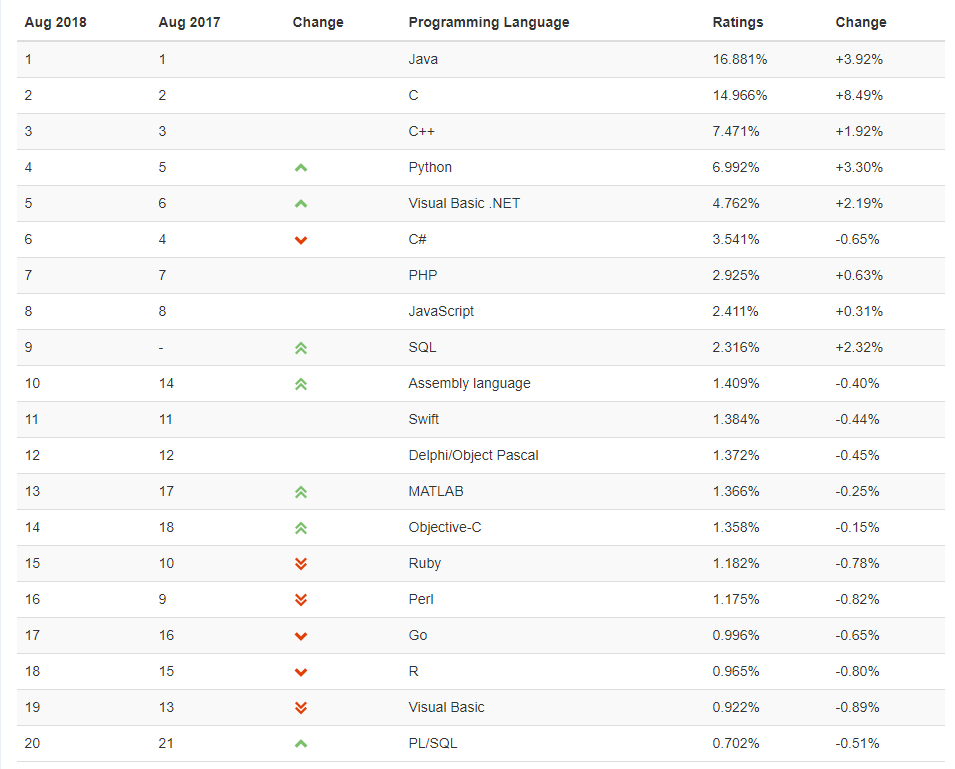 Aug 2018 Aug 2017 Change Programming Language Ratings Change
1 1 Java 16.881% +3.92%
2 2 C 14.966% +8.49%
3 3 C++ 7.471% +1.92%
4 5 Python 6.992% +3.30%
5 6 Visual Basic .NET 4.762% +2.19%
6 4 C# 3.541% -0.65%
7 7 PHP 2.925% +0.63%
8 8 JavaScript 2.411% +0.31%
9 - SQL 2.316% +2.32%
10 14 Assembly language 1.409% -0.40%
11 11 Swift 1.384% -0.44%
12 12 Delphi/Object Pascal 1.372% -0.45%
13 17 MATLAB 1.366% -0.25%
14 18 Objective-C 1.358% -0.15%
15 10 Ruby 1.182% -0.78%
16 9 Perl 1.175% -0.82%
17 16 Go 0.996% -0.65%
18 15 R 0.965% -0.80%
19 13 Visual Basic 0.922% -0.89%
20 21 PL/SQL 0.702% -0.51%